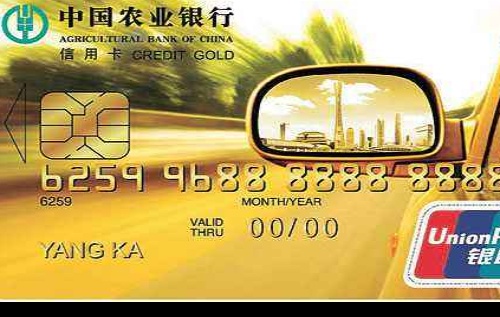 中国农业银行
AGRICULTURAL BANK OF CHINA
信用卡 CREDIT GOLD
6259 9688 8888 8888
6259
MONTH/YEAR
VALID THRU 00/00
YANG KA
UnionP
银